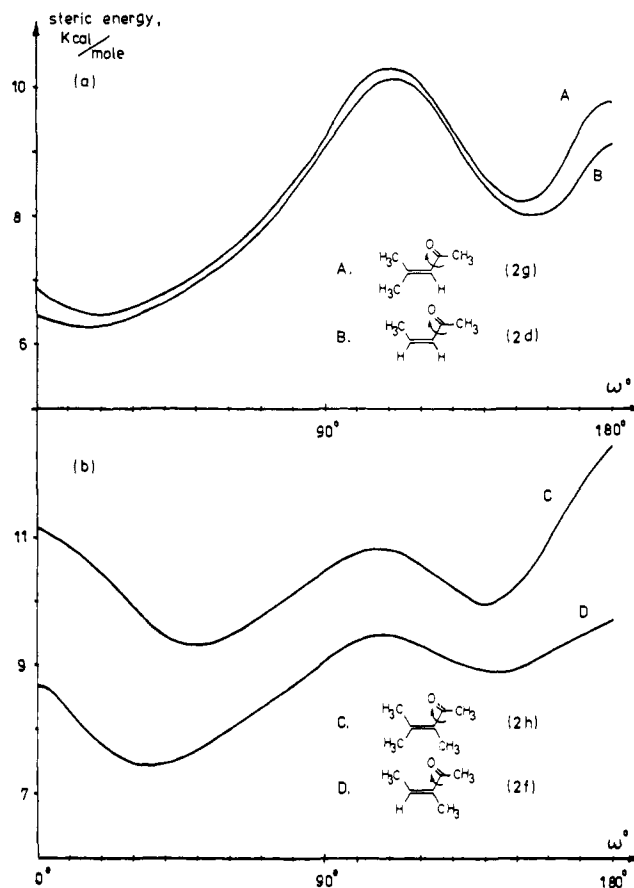 steric energy,
Kcal/mole
(a)
10
A
8
B
A. H₃C O CH₃ (2g)
H₃C H
6
B. H₃C O CH₃ (2d)
H H
ω°
90° 180°
(b)
C
11
D
9
C. H₃C O CH₃ (2h)
H₃C CH₃
D. H₃C O CH₃ (2f)
7
H CH₃
ω°
0° 90° 180°